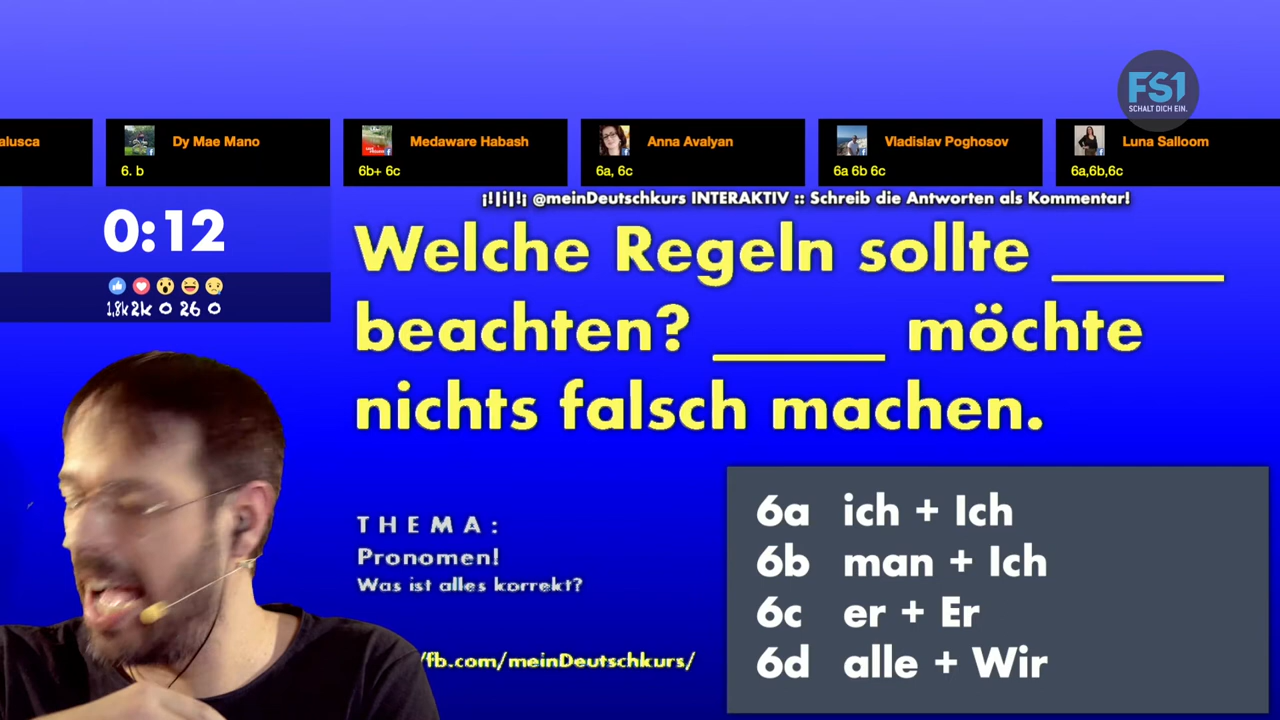 FS1
SCHALT DICH EIN.
alusca
Dy Mae Mano
6. b
Medaware Habash
6b+ 6c
Anna Avalyan
6a, 6c
Vladislav Poghosov
6a 6b 6c
Luna Salloom
6a,6b,6c
¡!|i|!¡ @meinDeutschkurs INTERAKTIV :: Schreib die Antworten als Kommentar!
0:12
1,8k 2k 0 26 0
Welche Regeln sollte ______
beachten? ______ möchte
nichts falsch machen.
THEMA:
Pronomen!
Was ist alles korrekt?
/fb.com/meinDeutschkurs/
6a ich + Ich
6b man + Ich
6c er + Er
6d alle + Wir